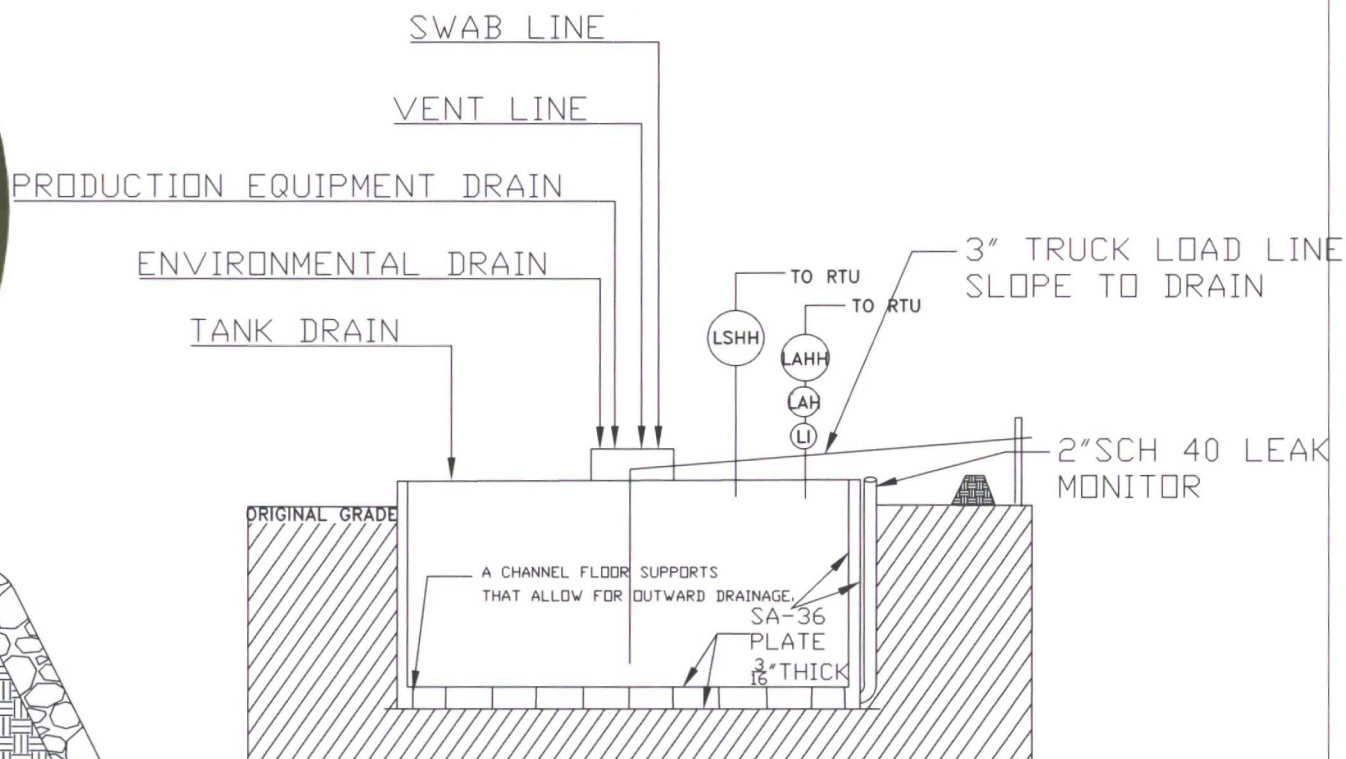 SWAB LINE
VENT LINE
PRODUCTION EQUIPMENT DRAIN
ENVIRONMENTAL DRAIN
TANK DRAIN
3" TRUCK LOAD LINE
SLOPE TO DRAIN
TO RTU
TO RTU
LSHH
LAHH
LAH
LI
2"SCH 40 LEAK
MONITOR
ORIGINAL GRADE
A CHANNEL FLOOR SUPPORTS
THAT ALLOW FOR OUTWARD DRAINAGE.
SA-36
PLATE
3/16"THICK